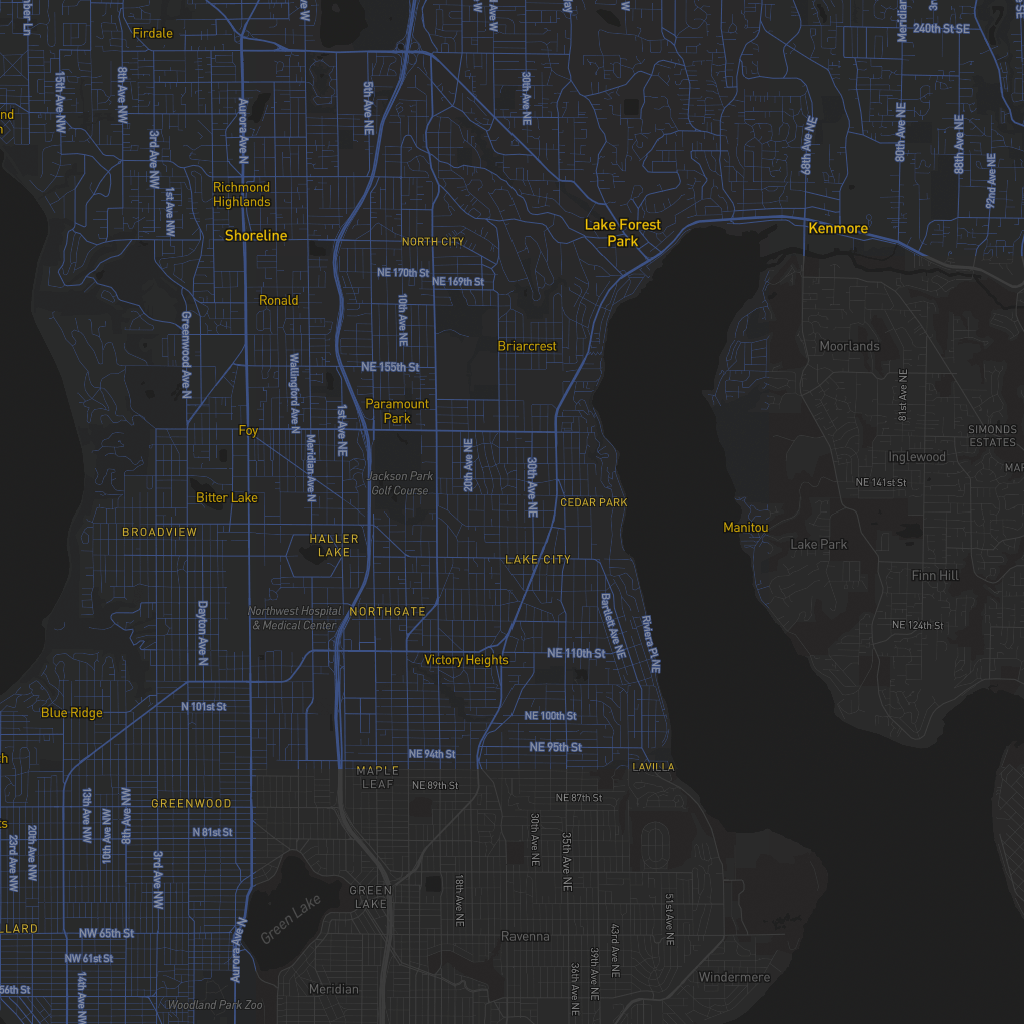 Firdale
240th St SE
15th Ave NW
8th Ave NW
5th Ave NE
30th Ave NE
Aurora Ave N
3rd Ave NW
68th Ave NE
80th Ave NE
88th Ave NE
92nd Ave NE
Richmond
Highlands
1st Ave NW
Shoreline
NORTH CITY
Lake Forest
Park
Kenmore
NE 170th St
NE 169th St
Ronald
10th Ave NE
Greenwood Ave N
Briarcrest
Moorlands
NE 155th St
Wallingford Ave N
81st Ave NE
Paramount
Park
1st Ave NE
Foy
Meridian Ave N
20th Ave NE
30th Ave NE
SIMONDS
ESTATES
Inglewood
Jackson Park
Golf Course
NE 141st St
Bitter Lake
CEDAR PARK
BROADVIEW
HALLER
LAKE
Manitou
Lake Park
LAKE CITY
Finn Hill
Northwest Hospital
& Medical Center
NORTHGATE
Dayton Ave N
Bartlett Ave NE
Riviera Pl NE
NE 124th St
Victory Heights
NE 110th St
N 101st St
Blue Ridge
NE 100th St
NE 95th St
NE 94th St
LAVILLA
MAPLE
LEAF
NE 89th St
NE 87th St
GREENWOOD
13th Ave NW
10th Ave NW
8th Ave NW
N 81st St
20th Ave NW
23rd Ave NW
3rd Ave NW
30th Ave NE
35th Ave NE
GREEN
LAKE
18th Ave NE
51st Ave NE
Green Lake
LLARD
NW 65th St
Aurora Ave N
Ravenna
43rd Ave NE
39th Ave NE
36th Ave NE
NW 61st St
14th Ave NW
56th St
Meridian
Windermere
Woodland Park Zoo